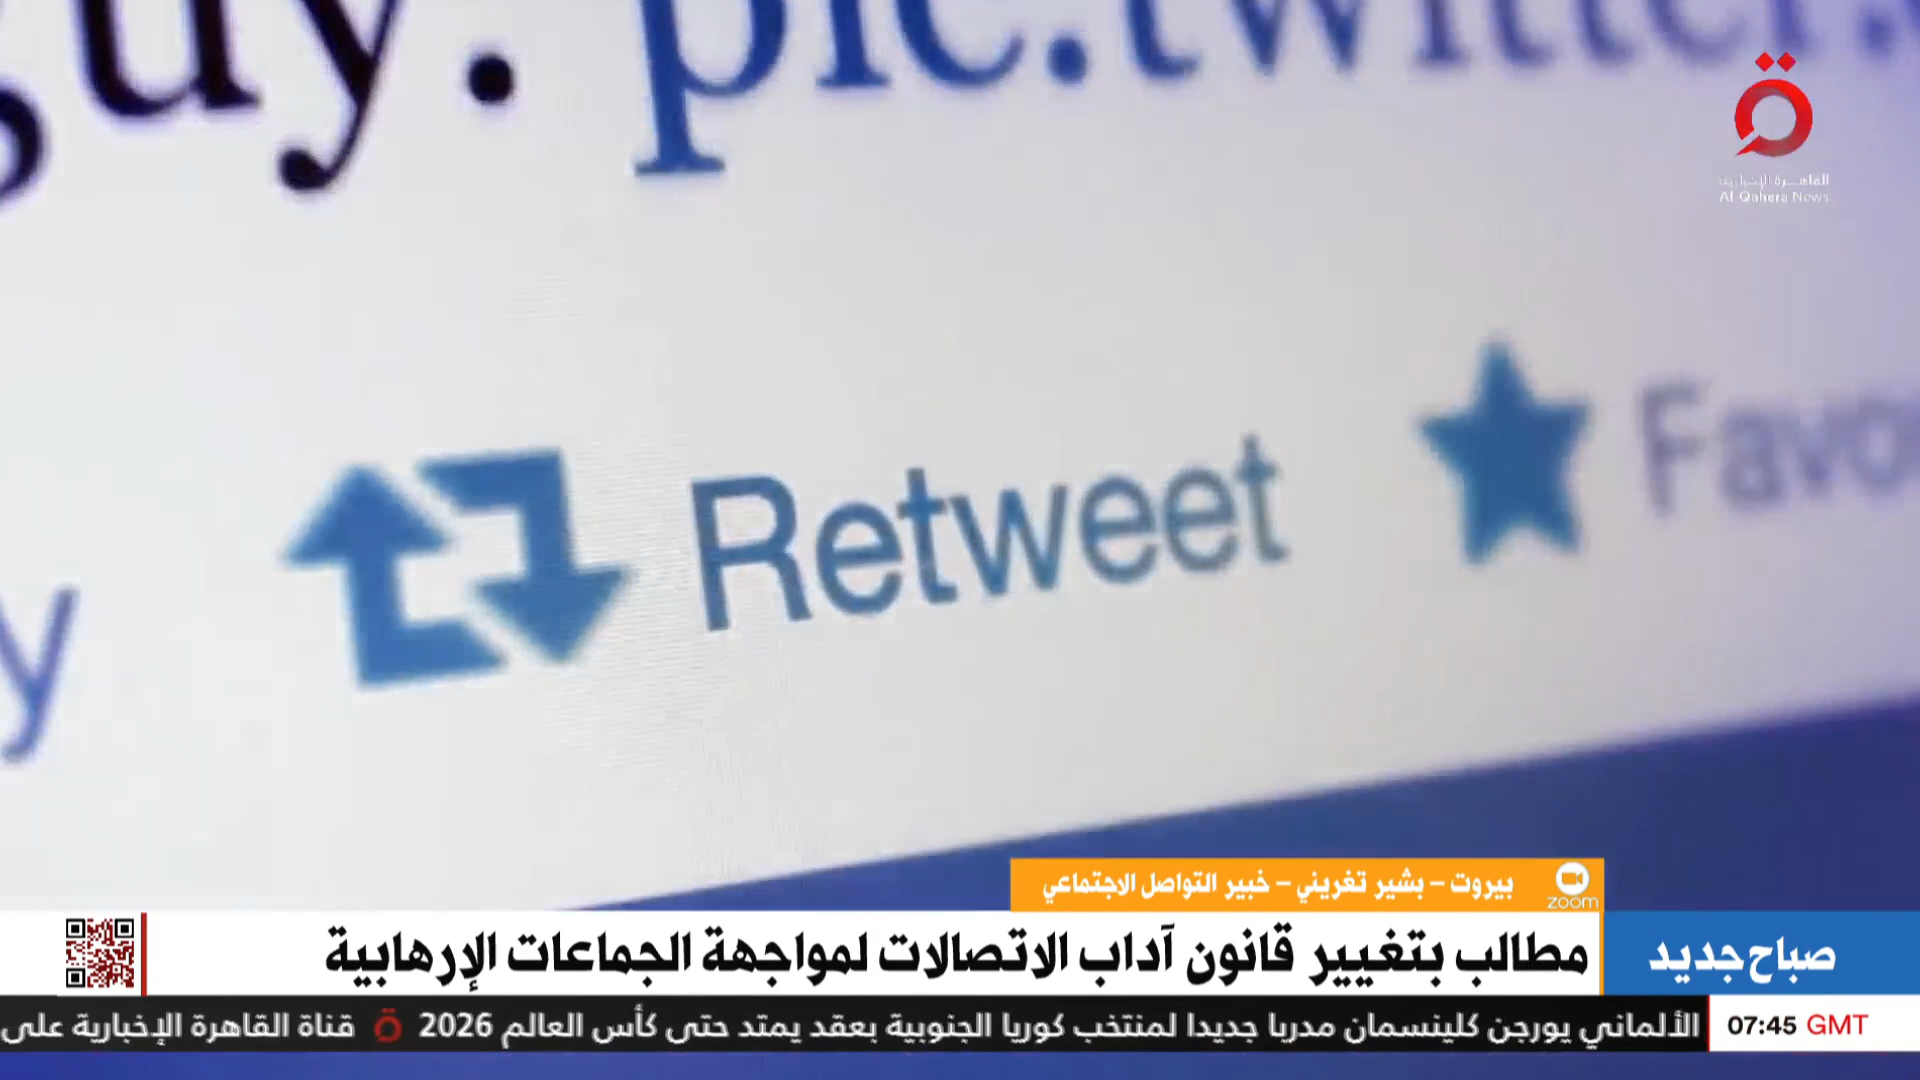 guy. pic.twitter.
القاهرة الإخبارية
Al Qahera News
y
Retweet
Favo
بيروت – بشير تغريني – خبير التواصل الاجتماعي
zoom
مطالب بتغيير قانون آداب الاتصالات لمواجهة الجماعات الإرهابية
صباح جديد
الألماني يورجن كلينسمان مدربا جديدا لمنتخب كوريا الجنوبية بعقد يمتد حتى كأس العالم 2026 قناة القاهرة الإخبارية على
07:45 GMT